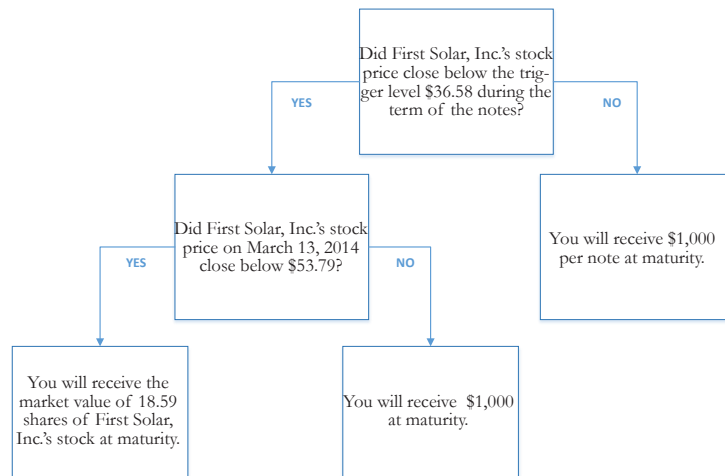 Did First Solar, Inc.'s stock
price close below the trig-
ger level $36.58 during the
term of the notes?
YES
NO
Did First Solar, Inc.'s stock
price on March 13, 2014
close below $53.79?
You will receive $1,000
per note at maturity.
YES
NO
You will receive the
market value of 18.59
shares of First Solar,
Inc.'s stock at maturity.
You will receive $1,000
at maturity.